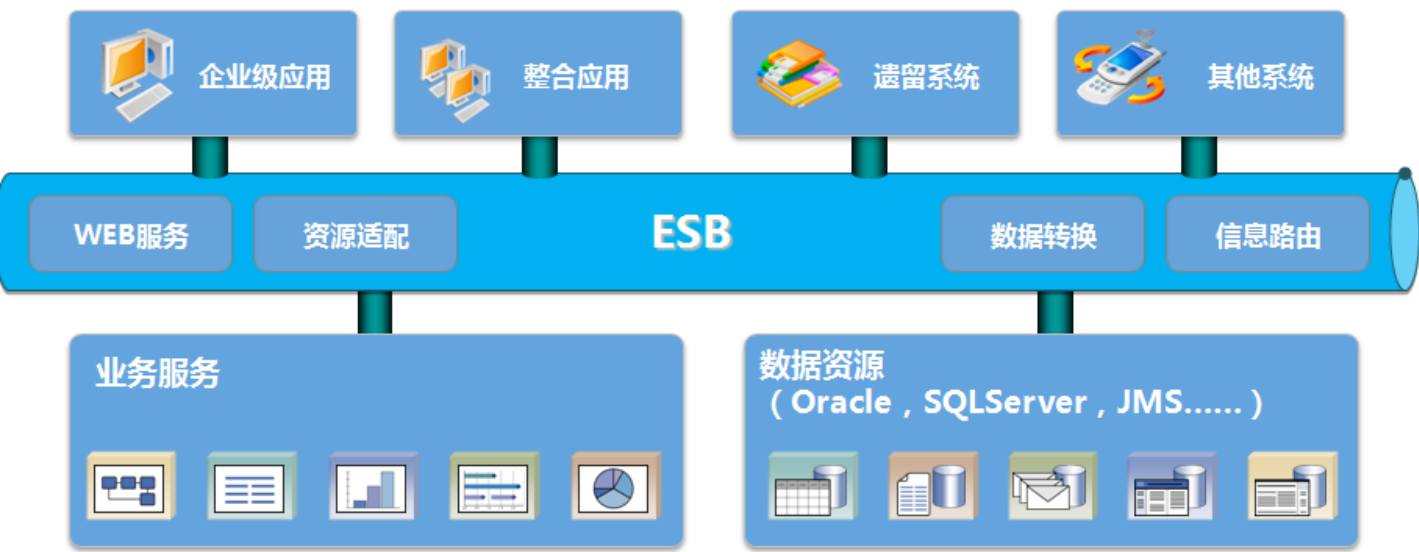 企业级应用
整合应用
遗留系统
其他系统
WEB服务
资源适配
ESB
数据转换
信息路由
业务服务
数据资源
（Oracle，SQLServer，JMS......）